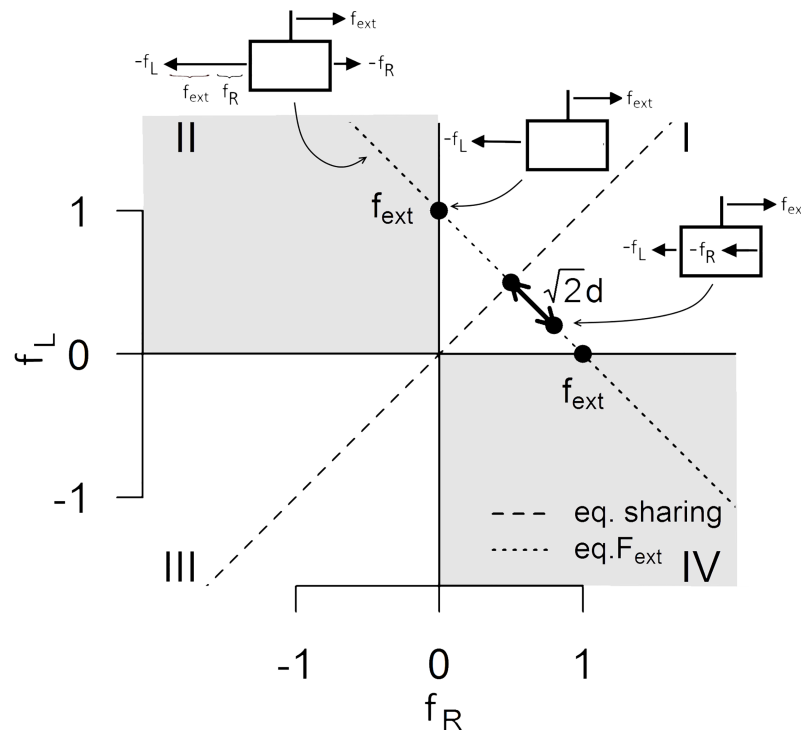 f_ext
-f_L
-f_R
f_ext
f_R
f_ext
-f_L
II
I
f_ext
1
f_ex
-f_L
-f_R
√2d
f_L
0
f_ext
-1
eq. sharing
eq.F_ext
III
IV
-1
0
1
f_R